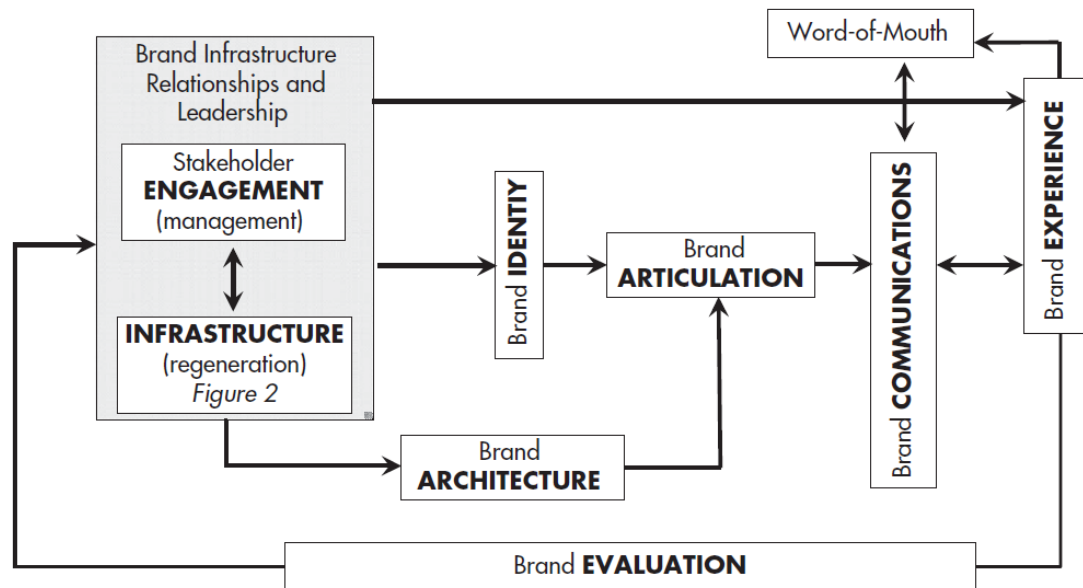 Brand Infrastructure
Relationships and
Leadership
Stakeholder
ENGAGEMENT
(management)
INFRASTRUCTURE
(regeneration)
Figure 2
Brand IDENTIY
Brand
ARCHITECTURE
Brand
ARTICULATION
Word-of-Mouth
Brand COMMUNICATIONS
Brand EXPERIENCE
Brand EVALUATION